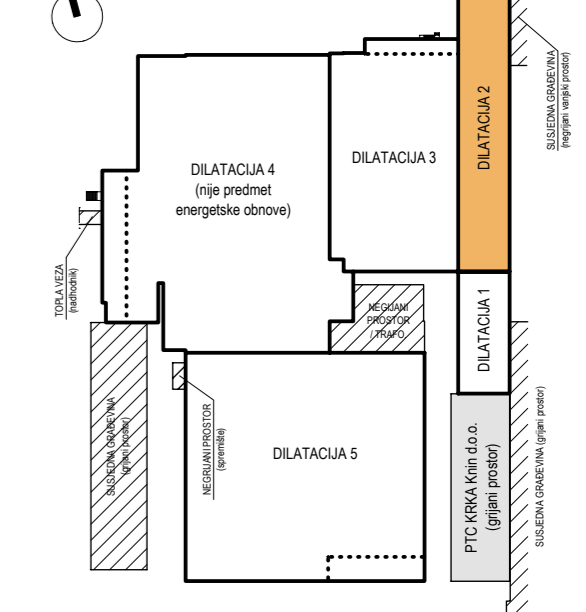 SUSJEDNA GRAĐEVINA
(negrijani vanjski prostor)
DILATACIJA 2
DILATACIJA 3
DILATACIJA 4
(nije predmet
energetske obnove)
TOPLA VEZA
(nadhodnik)
NEGIJANI
PROSTOR
/ TRAFO
DILATACIJA 1
SUSJEDNA GRAĐEVINA
(grijani prostor)
NEGRIJANI PROSTOR
(spremište)
DILATACIJA 5
PTC KRKA Knin d.o.o.
(grijani prostor)
SUSJEDNA GRAĐEVINA (grijani prostor)